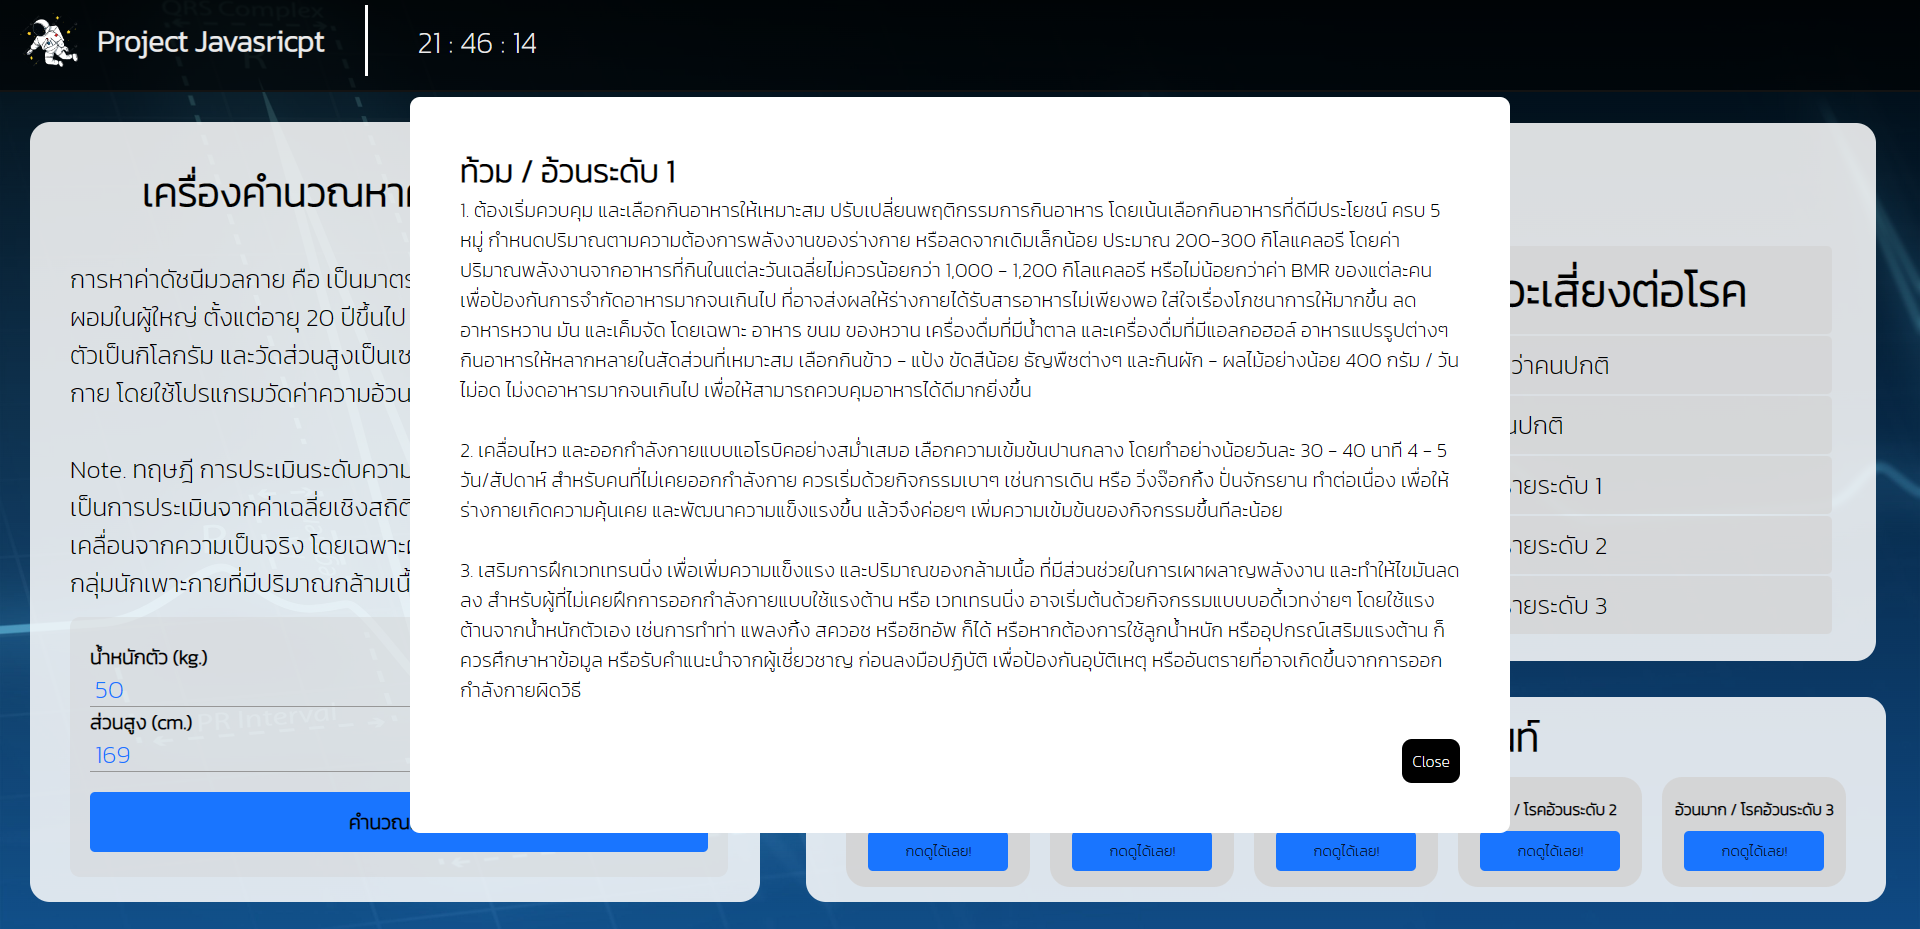 Project Javasricpt
21 : 46 : 14
เครื่องคำนวณหา
การหาค่าดัชนีมวลกาย คือ เป็นมาตร
ผอมในผู้ใหญ่ ตั้งแต่อายุ 20 ปีขึ้นไป
ตัวเป็นกิโลกรัม และวัดส่วนสูงเป็นเซ
กาย โดยใช้โปรแกรมวัดค่าความอ้วน
Note. ทฤษฎี การประเมินระดับความ
เป็นการประเมินจากค่าเฉลี่ยเชิงสถิติ
เคลื่อนจากความเป็นจริง โดยเฉพาะ
กลุ่มนักเพาะกายที่มีปริมาณกล้ามเนื้
น้ำหนักตัว (kg.)
50
ส่วนสูง (cm.)
169
คำนวณ
ท้วม / อ้วนระดับ 1
1. ต้องเริ่มควบคุม และเลือกกินอาหารให้เหมาะสม ปรับเปลี่ยนพฤติกรรมการกินอาหาร โดยเน้นเลือกกินอาหารที่ดีมีประโยชน์ ครบ 5
หมู่ กำหนดปริมาณตามความต้องการพลังงานของร่างกาย หรือลดจากเดิมเล็กน้อย ประมาณ 200-300 กิโลแคลอรี โดยค่า
ปริมาณพลังงานจากอาหารที่กินในแต่ละวันเฉลี่ยไม่ควรน้อยกว่า 1,000 - 1,200 กิโลแคลอรี หรือไม่น้อยกว่าค่า BMR ของแต่ละคน
เพื่อป้องกันการจำกัดอาหารมากจนเกินไป ที่อาจส่งผลให้ร่างกายได้รับสารอาหารไม่เพียงพอ ใส่ใจเรื่องโภชนาการให้มากขึ้น ลด
อาหารหวาน มัน และเค็มจัด โดยเฉพาะ อาหาร ขนม ของหวาน เครื่องดื่มที่มีน้ำตาล และเครื่องดื่มที่มีแอลกอฮอล์ อาหารแปรรูปต่างๆ
กินอาหารให้หลากหลายในสัดส่วนที่เหมาะสม เลือกกินข้าว - แป้ง ขัดสีน้อย ธัญพืชต่างๆ และกินผัก - ผลไม้อย่างน้อย 400 กรัม / วัน
ไม่อด ไม่งดอาหารมากจนเกินไป เพื่อให้สามารถควบคุมอาหารได้ดีมากยิ่งขึ้น
2. เคลื่อนไหว และออกกำลังกายแบบแอโรบิคอย่างสม่ำเสมอ เลือกความเข้มข้นปานกลาง โดยทำอย่างน้อยวันละ 30 - 40 นาที 4 - 5
วัน/สัปดาห์ สำหรับคนที่ไม่เคยออกกำลังกาย ควรเริ่มด้วยกิจกรรมเบาๆ เช่นการเดิน หรือ วิ่งจ๊อกกิ้ง ปั่นจักรยาน ทำต่อเนื่อง เพื่อให้
ร่างกายเกิดความคุ้นเคย และพัฒนาความแข็งแรงขึ้น แล้วจึงค่อยๆ เพิ่มความเข้มข้นของกิจกรรมขึ้นทีละน้อย
3. เสริมการฝึกเวทเทรนนิ่ง เพื่อเพิ่มความแข็งแรง และปริมาณของกล้ามเนื้อ ที่มีส่วนช่วยในการเผาผลาญพลังงาน และทำให้ไขมันลด
ลง สำหรับผู้ที่ไม่เคยฝึกการออกกำลังกายแบบใช้แรงต้าน หรือ เวทเทรนนิ่ง อาจเริ่มต้นด้วยกิจกรรมแบบบอดี้เวทง่ายๆ โดยใช้แรง
ต้านจากน้ำหนักตัวเอง เช่นการทำท่า แพลงกิ้ง สควอช หรือซิทอัพ ก็ได้ หรือหากต้องการใช้ลูกน้ำหนัก หรืออุปกรณ์เสริมแรงต้าน ก็
ควรศึกษาหาข้อมูล หรือรับคำแนะนำจากผู้เชี่ยวชาญ ก่อนลงมือปฏิบัติ เพื่อป้องกันอุบัติเหตุ หรืออันตรายที่อาจเกิดขึ้นจากการออก
กำลังกายผิดวิธี
Close
วะเสี่ยงต่อโรค
ว่าคนปกติ
นปกติ
ายระดับ 1
ายระดับ 2
ายระดับ 3
นท์
/ โรคอ้วนระดับ 2
อ้วนมาก / โรคอ้วนระดับ 3
กดดูได้เลย!
กดดูได้เลย!
กดดูได้เลย!
กดดูได้เลย!
กดดูได้เลย!
QRS Complex
PR Interval